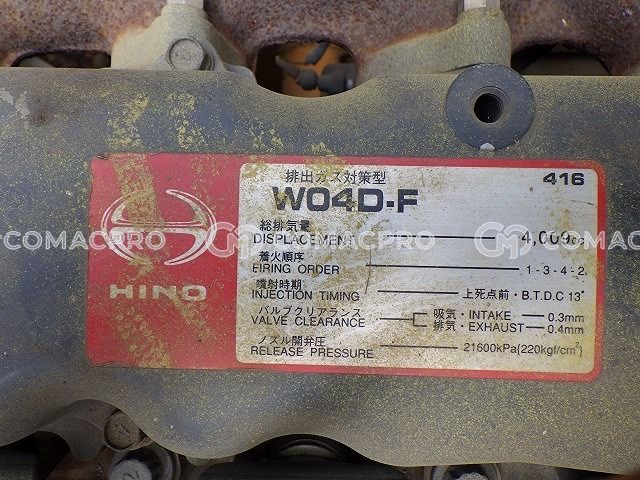 排出ガス対策型
416
W04D-F
総排気量
DISPLACEMENT 4,009cc
着火順序
FIRING ORDER 1-3-4-2
噴射時期
INJECTION TIMING 上死点前・B.T.D.C 13°
バルブクリアランス
VALVE CLEARANCE
吸気・INTAKE 0.3mm
排気・EXHAUST 0.4mm
ノズル開弁圧
RELEASE PRESSURE 21600kPa{220kgf/cm²}
HINO
COMACPRO
COMACPRO
COMACPRO